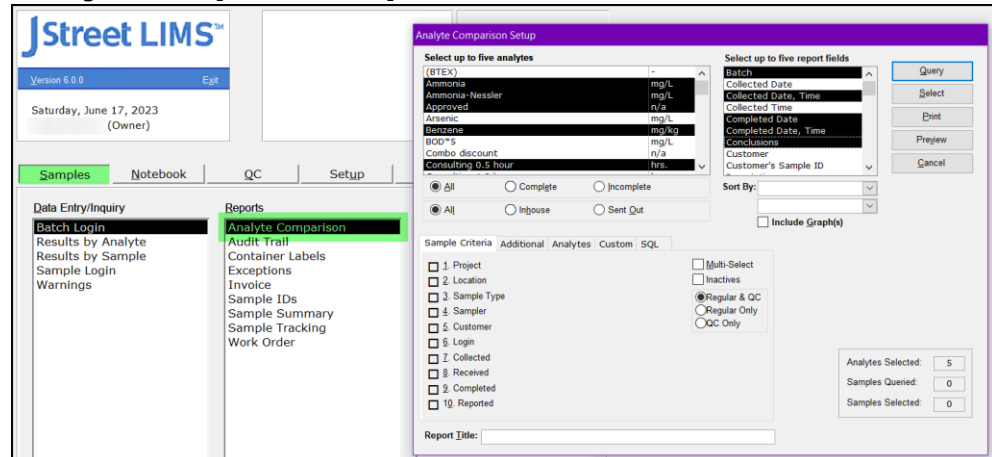 JStreet LIMS℠
Version 6.0.0 Exit
Saturday, June 17, 2023
(Owner)
Samples Notebook QC Setup
Data Entry/Inquiry
Batch Login
Results by Analyte
Results by Sample
Sample Login
Warnings
Reports
Analyte Comparison
Audit Trail
Container Labels
Exceptions
Invoice
Sample IDs
Sample Summary
Sample Tracking
Work Order
Analyte Comparison Setup
Select up to five analytes
(BTEX) -
Ammonia mg/L
Ammonia-Nessler mg/L
Approved n/a
Arsenic mg/L
Benzene mg/kg
BOD"5 mg/L
Combo discount n/a
Consulting 0.5 hour hrs.
All Complete Incomplete
All Inhouse Sent Out
Select up to five report fields
Batch
Collected Date
Collected Date, Time
Collected Time
Completed Date
Completed Date, Time
Conclusions
Customer
Customer's Sample ID
Sort By:
Include Graph(s)
Query
Select
Print
Preview
Cancel
Sample Criteria Additional Analytes Custom SQL
1. Project
2. Location
3. Sample Type
4. Sampler
5. Customer
6. Login
7. Collected
8. Received
9. Completed
10. Reported
Multi-Select
Inactives
Regular & QC
Regular Only
QC Only
Analytes Selected: 5
Samples Queried: 0
Samples Selected: 0
Report Title: